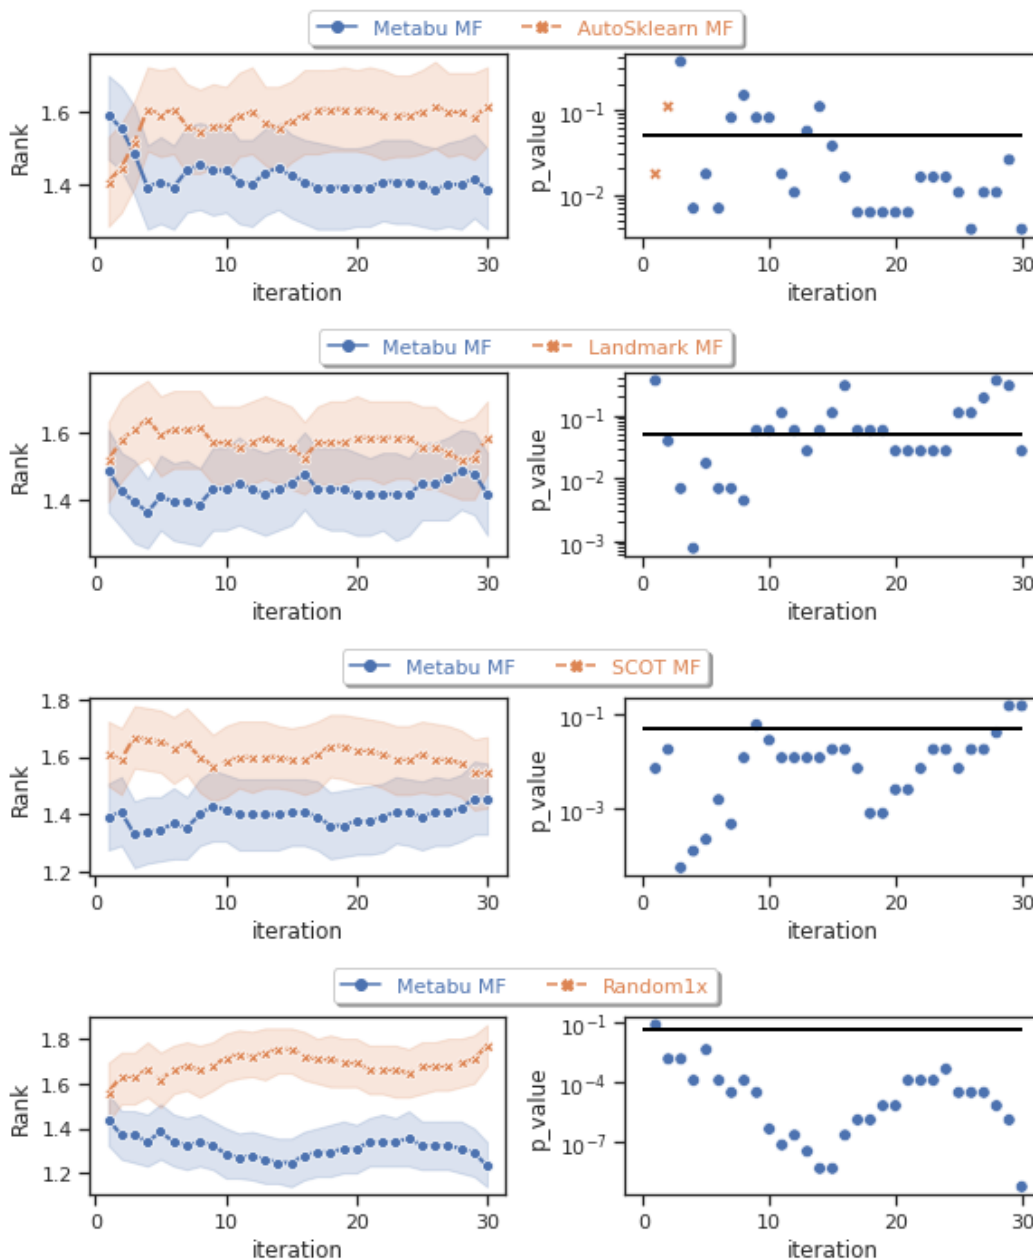 Metabu MF AutoSklearn MF
Rank
1.6
1.4
0 10 20 30
iteration
p_value
10⁻¹
10⁻²
0 10 20 30
iteration
Metabu MF Landmark MF
Rank
1.6
1.4
0 10 20 30
iteration
p_value
10⁻¹
10⁻²
10⁻³
0 10 20 30
iteration
Metabu MF SCOT MF
Rank
1.8
1.6
1.4
1.2
0 10 20 30
iteration
p_value
10⁻¹
10⁻³
0 10 20 30
iteration
Metabu MF Random1x
Rank
1.8
1.6
1.4
1.2
0 10 20 30
iteration
p_value
10⁻¹
10⁻⁴
10⁻⁷
0 10 20 30
iteration